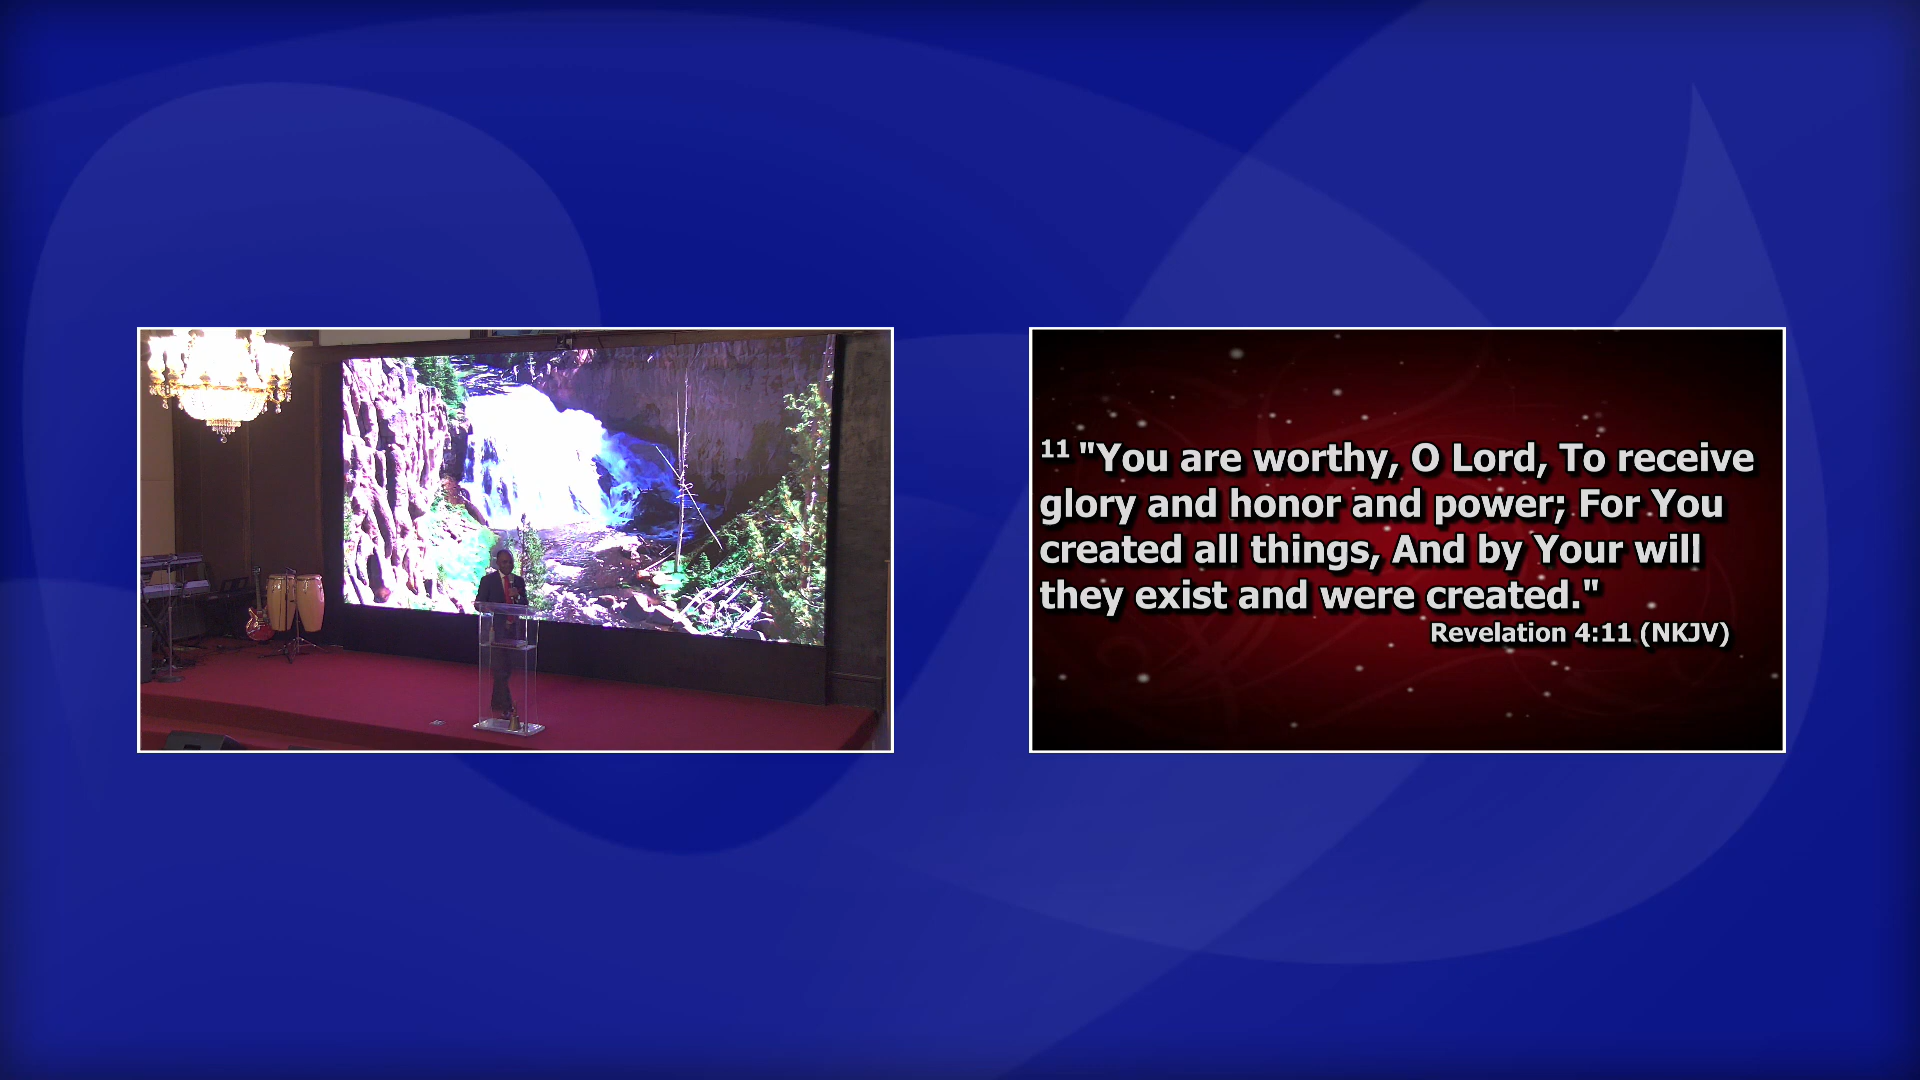 11 "You are worthy, O Lord, To receive
glory and honor and power; For You
created all things, And by Your will
they exist and were created."
Revelation 4:11 (NKJV)